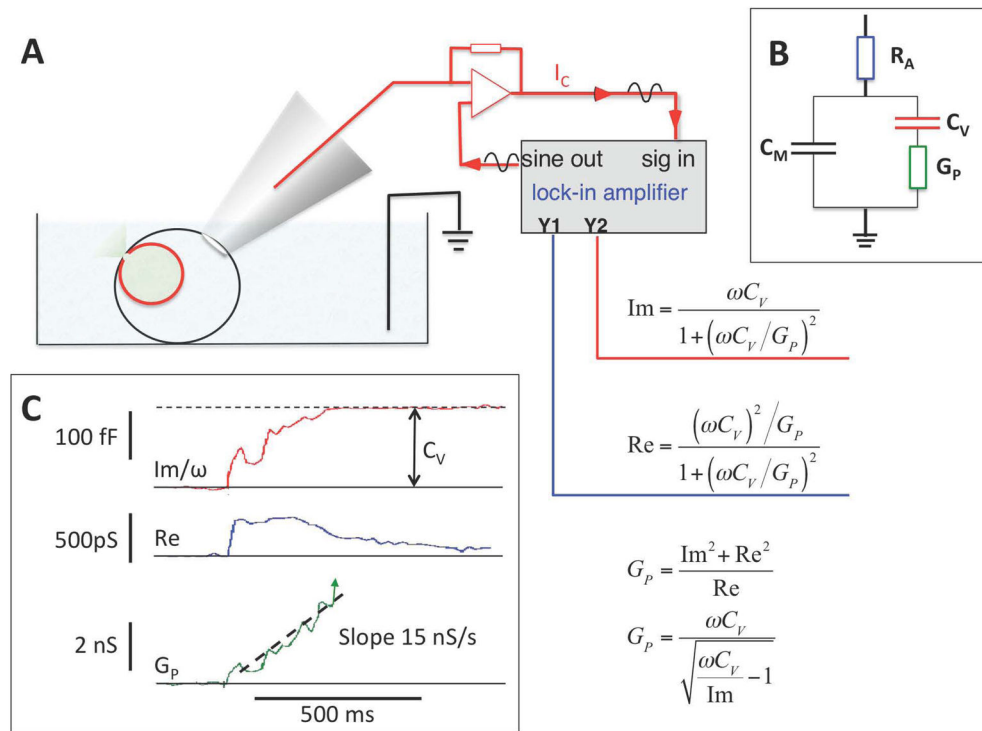 A
I_C
sine out sig in
lock-in amplifier
Y1 Y2
B
R_A
C_M
C_V
G_P
Im = ωC_V / (1+(ωC_V/G_P)^2)
Re = ((ωC_V)^2/G_P) / (1+(ωC_V/G_P)^2)
G_P = (Im^2 + Re^2) / Re
G_P = ωC_V / √(ωC_V/Im − 1)
C
100 fF
Im/ω
C_V
500pS
Re
2 nS
G_P
Slope 15 nS/s
500 ms